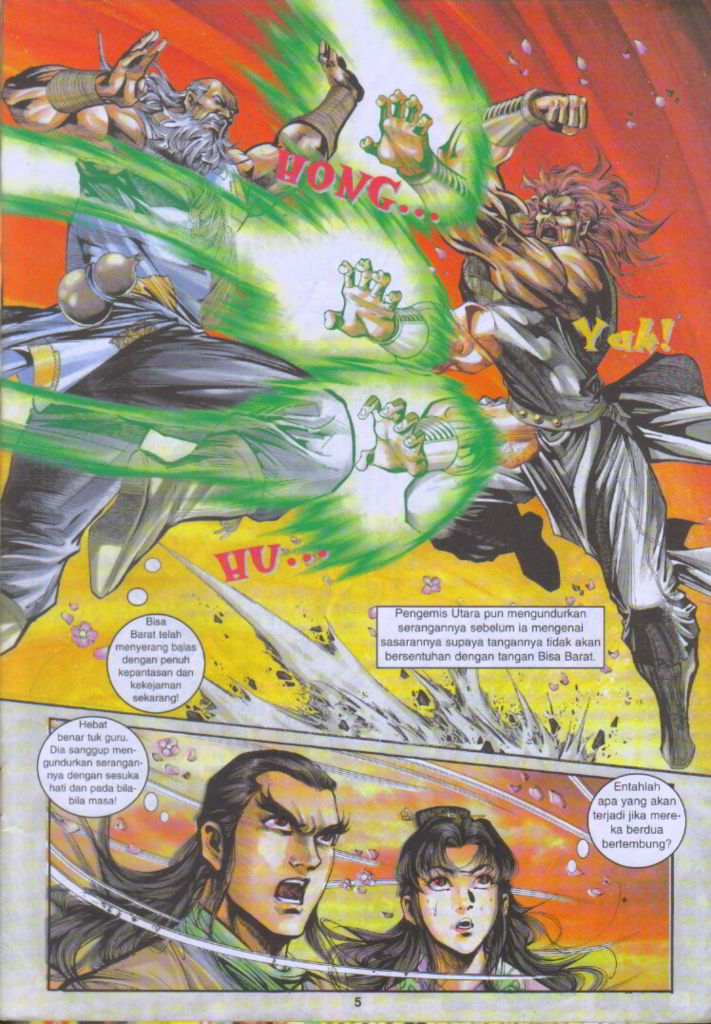 HONG...
Yah!
HU...
Pengemis Utara pun mengundurkan
serangannya sebelum ia mengenai
sasarannya supaya tangannya tidak akan
bersentuhan dengan tangan Bisa Barat.
Bisa
Barat telah
menyerang balas
dengan penuh
kepantasan dan
kekejaman
sekarang!
Hebat
benar tuk guru.
Dia sanggup men-
gundurkan serangan-
nya dengan sesuka
hati dan pada bila-
bila masa!
Entahlah
apa yang akan
terjadi jika mere-
ka berdua
bertembung?
5